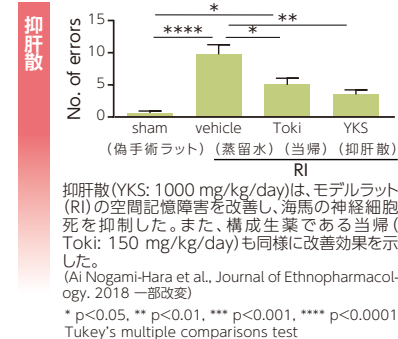 抑肝散
No. of errors
15
10
5
0
*
**
****
*
sham
vehicle
Toki
YKS
(偽手術ラット)
(蒸留水)
(当帰)
(抑肝散)
RI
抑肝散(YKS: 1000 mg/kg/day)は、モデルラット
(RI)の空間記憶障害を改善し、海馬の神経細胞
死を抑制した。また、構成生薬である当帰(
Toki: 150 mg/kg/day)も同様に改善効果を示
した。
(Ai Nogami-Hara et al., Journal of Ethnopharmacol-
ogy. 2018 一部改変)
* p<0.05, ** p<0.01, *** p<0.001, **** p<0.0001
Tukey's multiple comparisons test